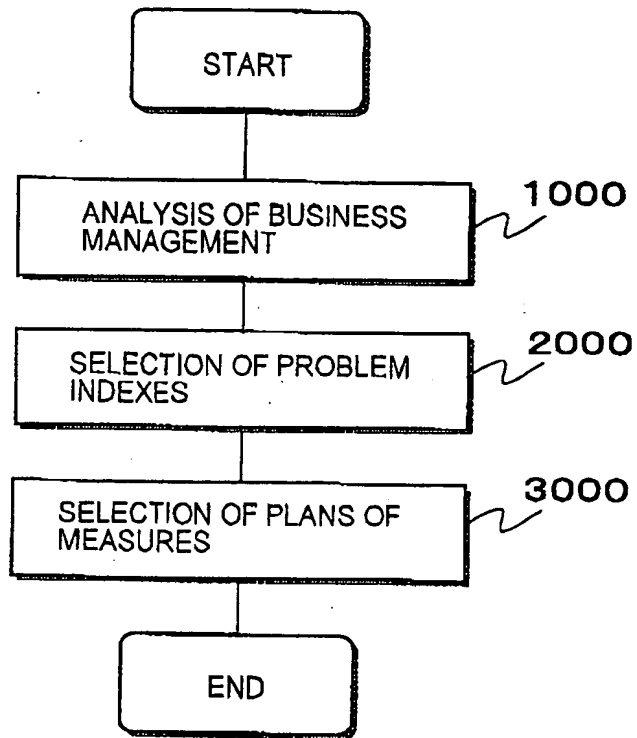 START
ANALYSIS OF BUSINESS
MANAGEMENT
1000
SELECTION OF PROBLEM
INDEXES
2000
SELECTION OF PLANS OF
MEASURES
3000
END